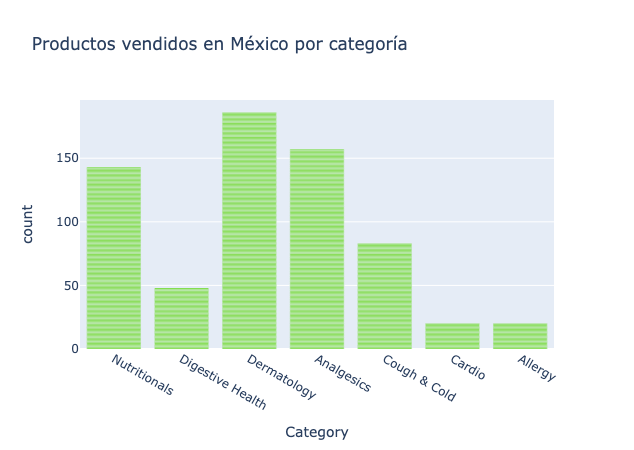 Productos vendidos en México por categoría
count
150
100
50
0
Nutritionals
Digestive Health
Dermatology
Analgesics
Cough & Cold
Cardio
Allergy
Category